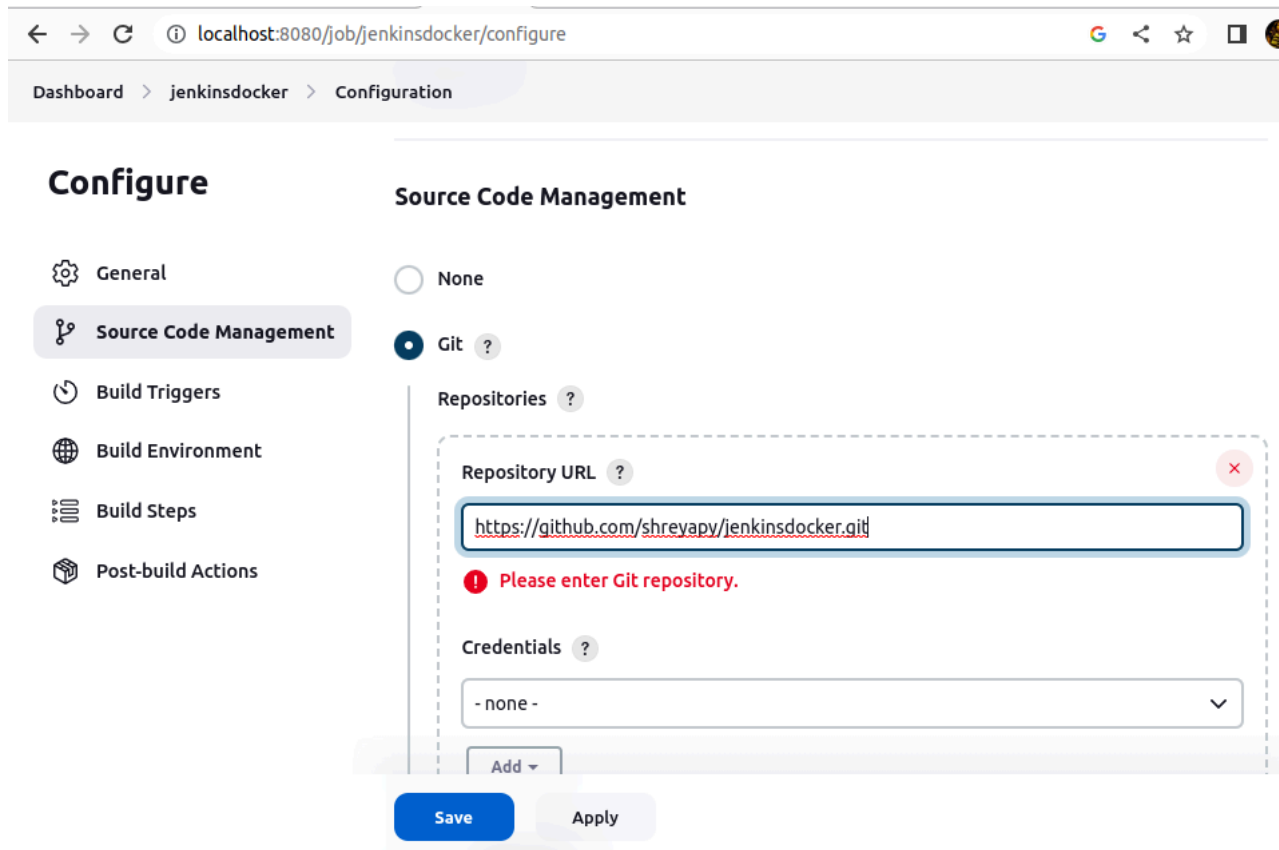 localhost:8080/job/jenkinsdocker/configure
Dashboard > jenkinsdocker > Configuration
Configure
General
Source Code Management
Build Triggers
Build Environment
Build Steps
Post-build Actions
Source Code Management
None
Git ?
Repositories ?
Repository URL ?
https://github.com/shreyapy/jenkinsdocker.git
Please enter Git repository.
Credentials ?
- none -
Add
Save
Apply